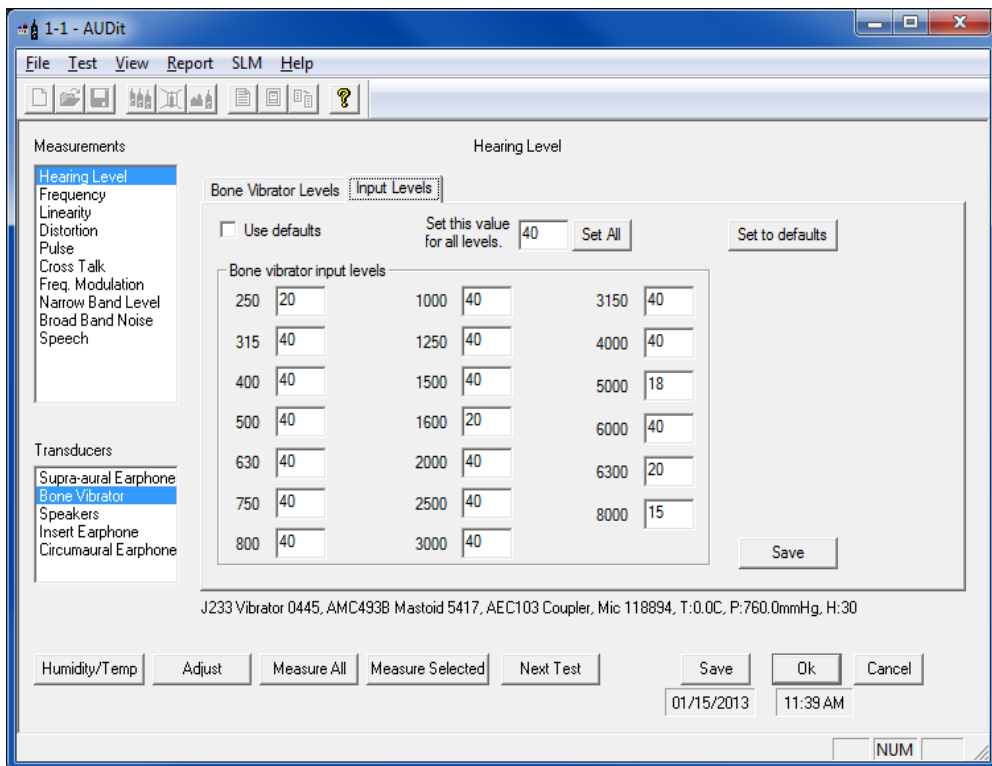 1-1 - AUDit
File Test View Report SLM Help
Measurements
Hearing Level
Hearing Level
Frequency
Linearity
Distortion
Pulse
Cross Talk
Freq. Modulation
Narrow Band Level
Broad Band Noise
Speech
Transducers
Supra-aural Earphone
Bone Vibrator
Speakers
Insert Earphone
Circumaural Earphone
Bone Vibrator Levels Input Levels
Use defaults
Set this value
for all levels.
40 Set All Set to defaults
Bone vibrator input levels
250 20 1000 40 3150 40
315 40 1250 40 4000 40
400 40 1500 40 5000 18
500 40 1600 20 6000 40
630 40 2000 40 6300 20
750 40 2500 40 8000 15
800 40 3000 40
Save
J233 Vibrator 0445, AMC493B Mastoid 5417, AEC103 Coupler, Mic 118894, T:0.0C, P:760.0mmHg, H:30
Humidity/Temp Adjust Measure All Measure Selected Next Test Save Ok Cancel
01/15/2013 11:39 AM
NUM